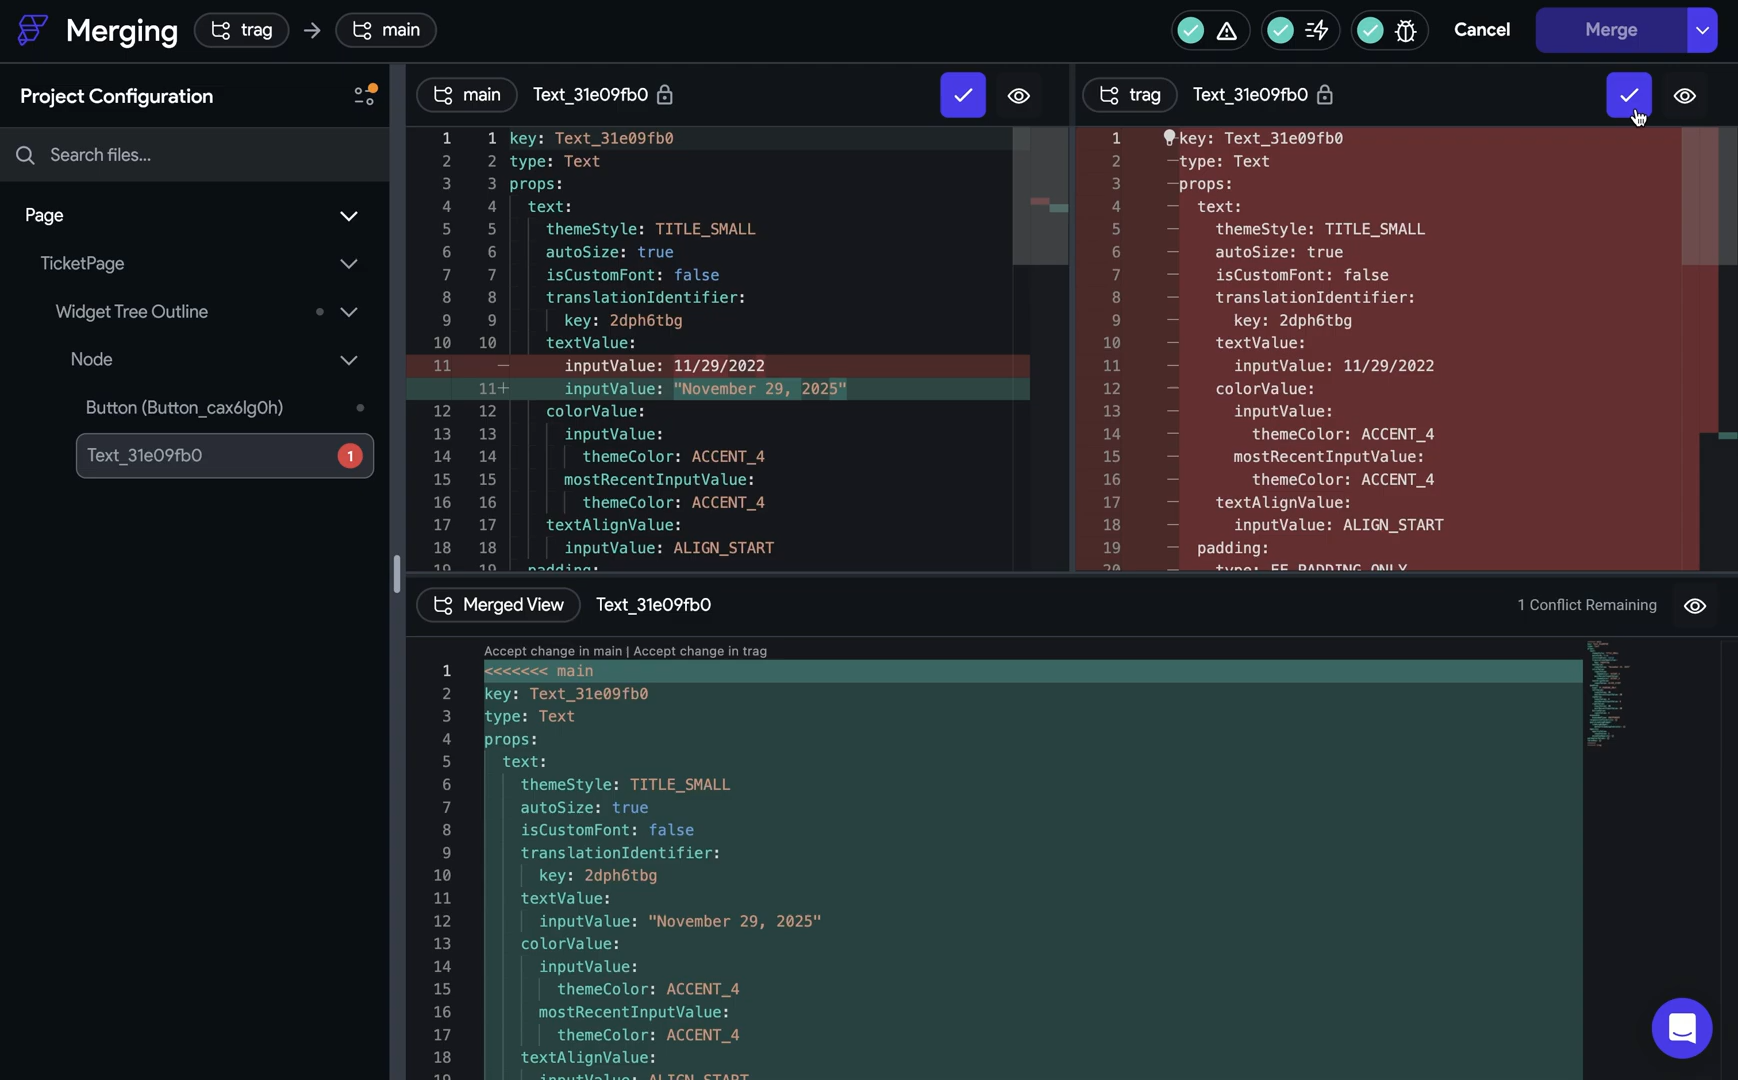 Merging trag → main Cancel Merge
Project Configuration
Search files...
Page
TicketPage
Widget Tree Outline
Node
Button (Button_cax6lg0h)
Text_31e09fb0 1
main Text_31e09fb0
1 1 key: Text_31e09fb0
2 2 type: Text
3 3 props:
4 4 text:
5 5 themeStyle: TITLE_SMALL
6 6 autoSize: true
7 7 isCustomFont: false
8 8 translationIdentifier:
9 9 key: 2dph6tbg
10 10 textValue:
11 — inputValue: 11/29/2022
11+ inputValue: "November 29, 2025"
12 12 colorValue:
13 13 inputValue:
14 14 themeColor: ACCENT_4
15 15 mostRecentInputValue:
16 16 themeColor: ACCENT_4
17 17 textAlignValue:
18 18 inputValue: ALIGN_START
19 19 padding:
trag Text_31e09fb0
1 key: Text_31e09fb0
2 —type: Text
3 —props:
4 — text:
5 — themeStyle: TITLE_SMALL
6 — autoSize: true
7 — isCustomFont: false
8 — translationIdentifier:
9 — key: 2dph6tbg
10 — textValue:
11 — inputValue: 11/29/2022
12 — colorValue:
13 — inputValue:
14 — themeColor: ACCENT_4
15 — mostRecentInputValue:
16 — themeColor: ACCENT_4
17 — textAlignValue:
18 — inputValue: ALIGN_START
19 — padding:
20 — type: FF_PADDING_ONLY
Merged View Text_31e09fb0 1 Conflict Remaining
Accept change in main | Accept change in trag
1 <<<<<<< main
2 key: Text_31e09fb0
3 type: Text
4 props:
5 text:
6 themeStyle: TITLE_SMALL
7 autoSize: true
8 isCustomFont: false
9 translationIdentifier:
10 key: 2dph6tbg
11 textValue:
12 inputValue: "November 29, 2025"
13 colorValue:
14 inputValue:
15 themeColor: ACCENT_4
16 mostRecentInputValue:
17 themeColor: ACCENT_4
18 textAlignValue:
19 inputValue: ALIGN_START